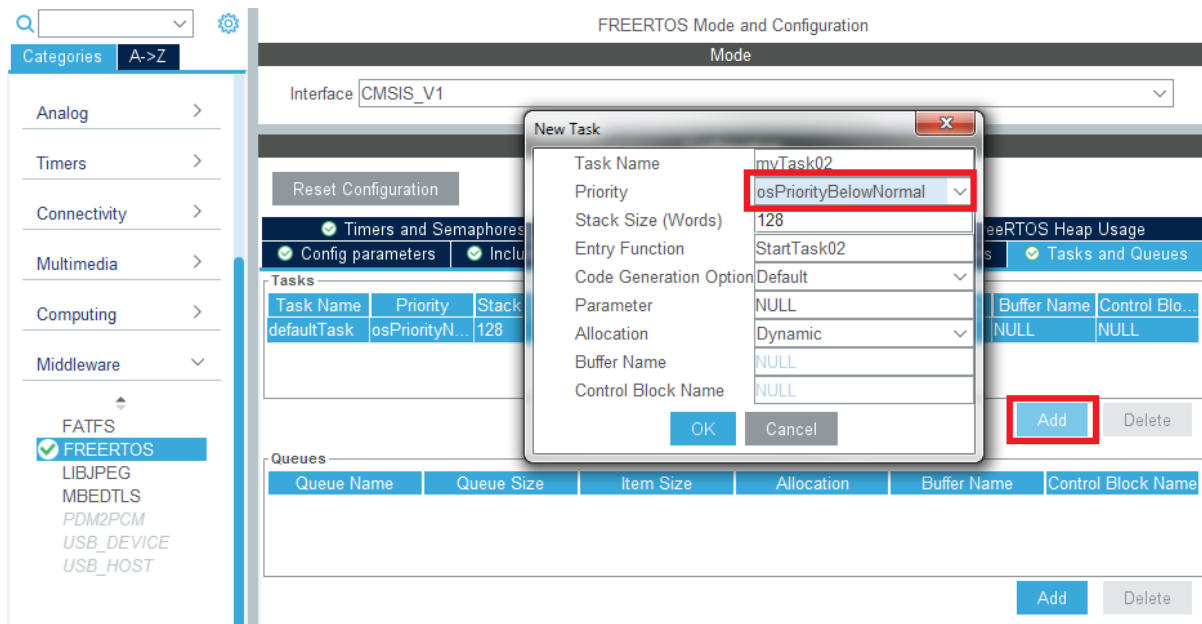 FREERTOS Mode and Configuration
Categories A->Z
Mode
Interface CMSIS_V1
Analog
Timers
Connectivity
Multimedia
Computing
Middleware
FATFS
FREERTOS
LIBJPEG
MBEDTLS
PDM2PCM
USB_DEVICE
USB_HOST
Reset Configuration
Timers and Semaphores eeRTOS Heap Usage
Config parameters Inclu s Tasks and Queues
Tasks
Task Name Priority Stack Buffer Name Control Blo...
defaultTask osPriorityN... 128 NULL NULL
New Task
Task Name myTask02
Priority osPriorityBelowNormal
Stack Size (Words) 128
Entry Function StartTask02
Code Generation Option Default
Parameter NULL
Allocation Dynamic
Buffer Name NULL
Control Block Name NULL
OK Cancel
Add Delete
Queues
Queue Name Queue Size Item Size Allocation Buffer Name Control Block Name
Add Delete